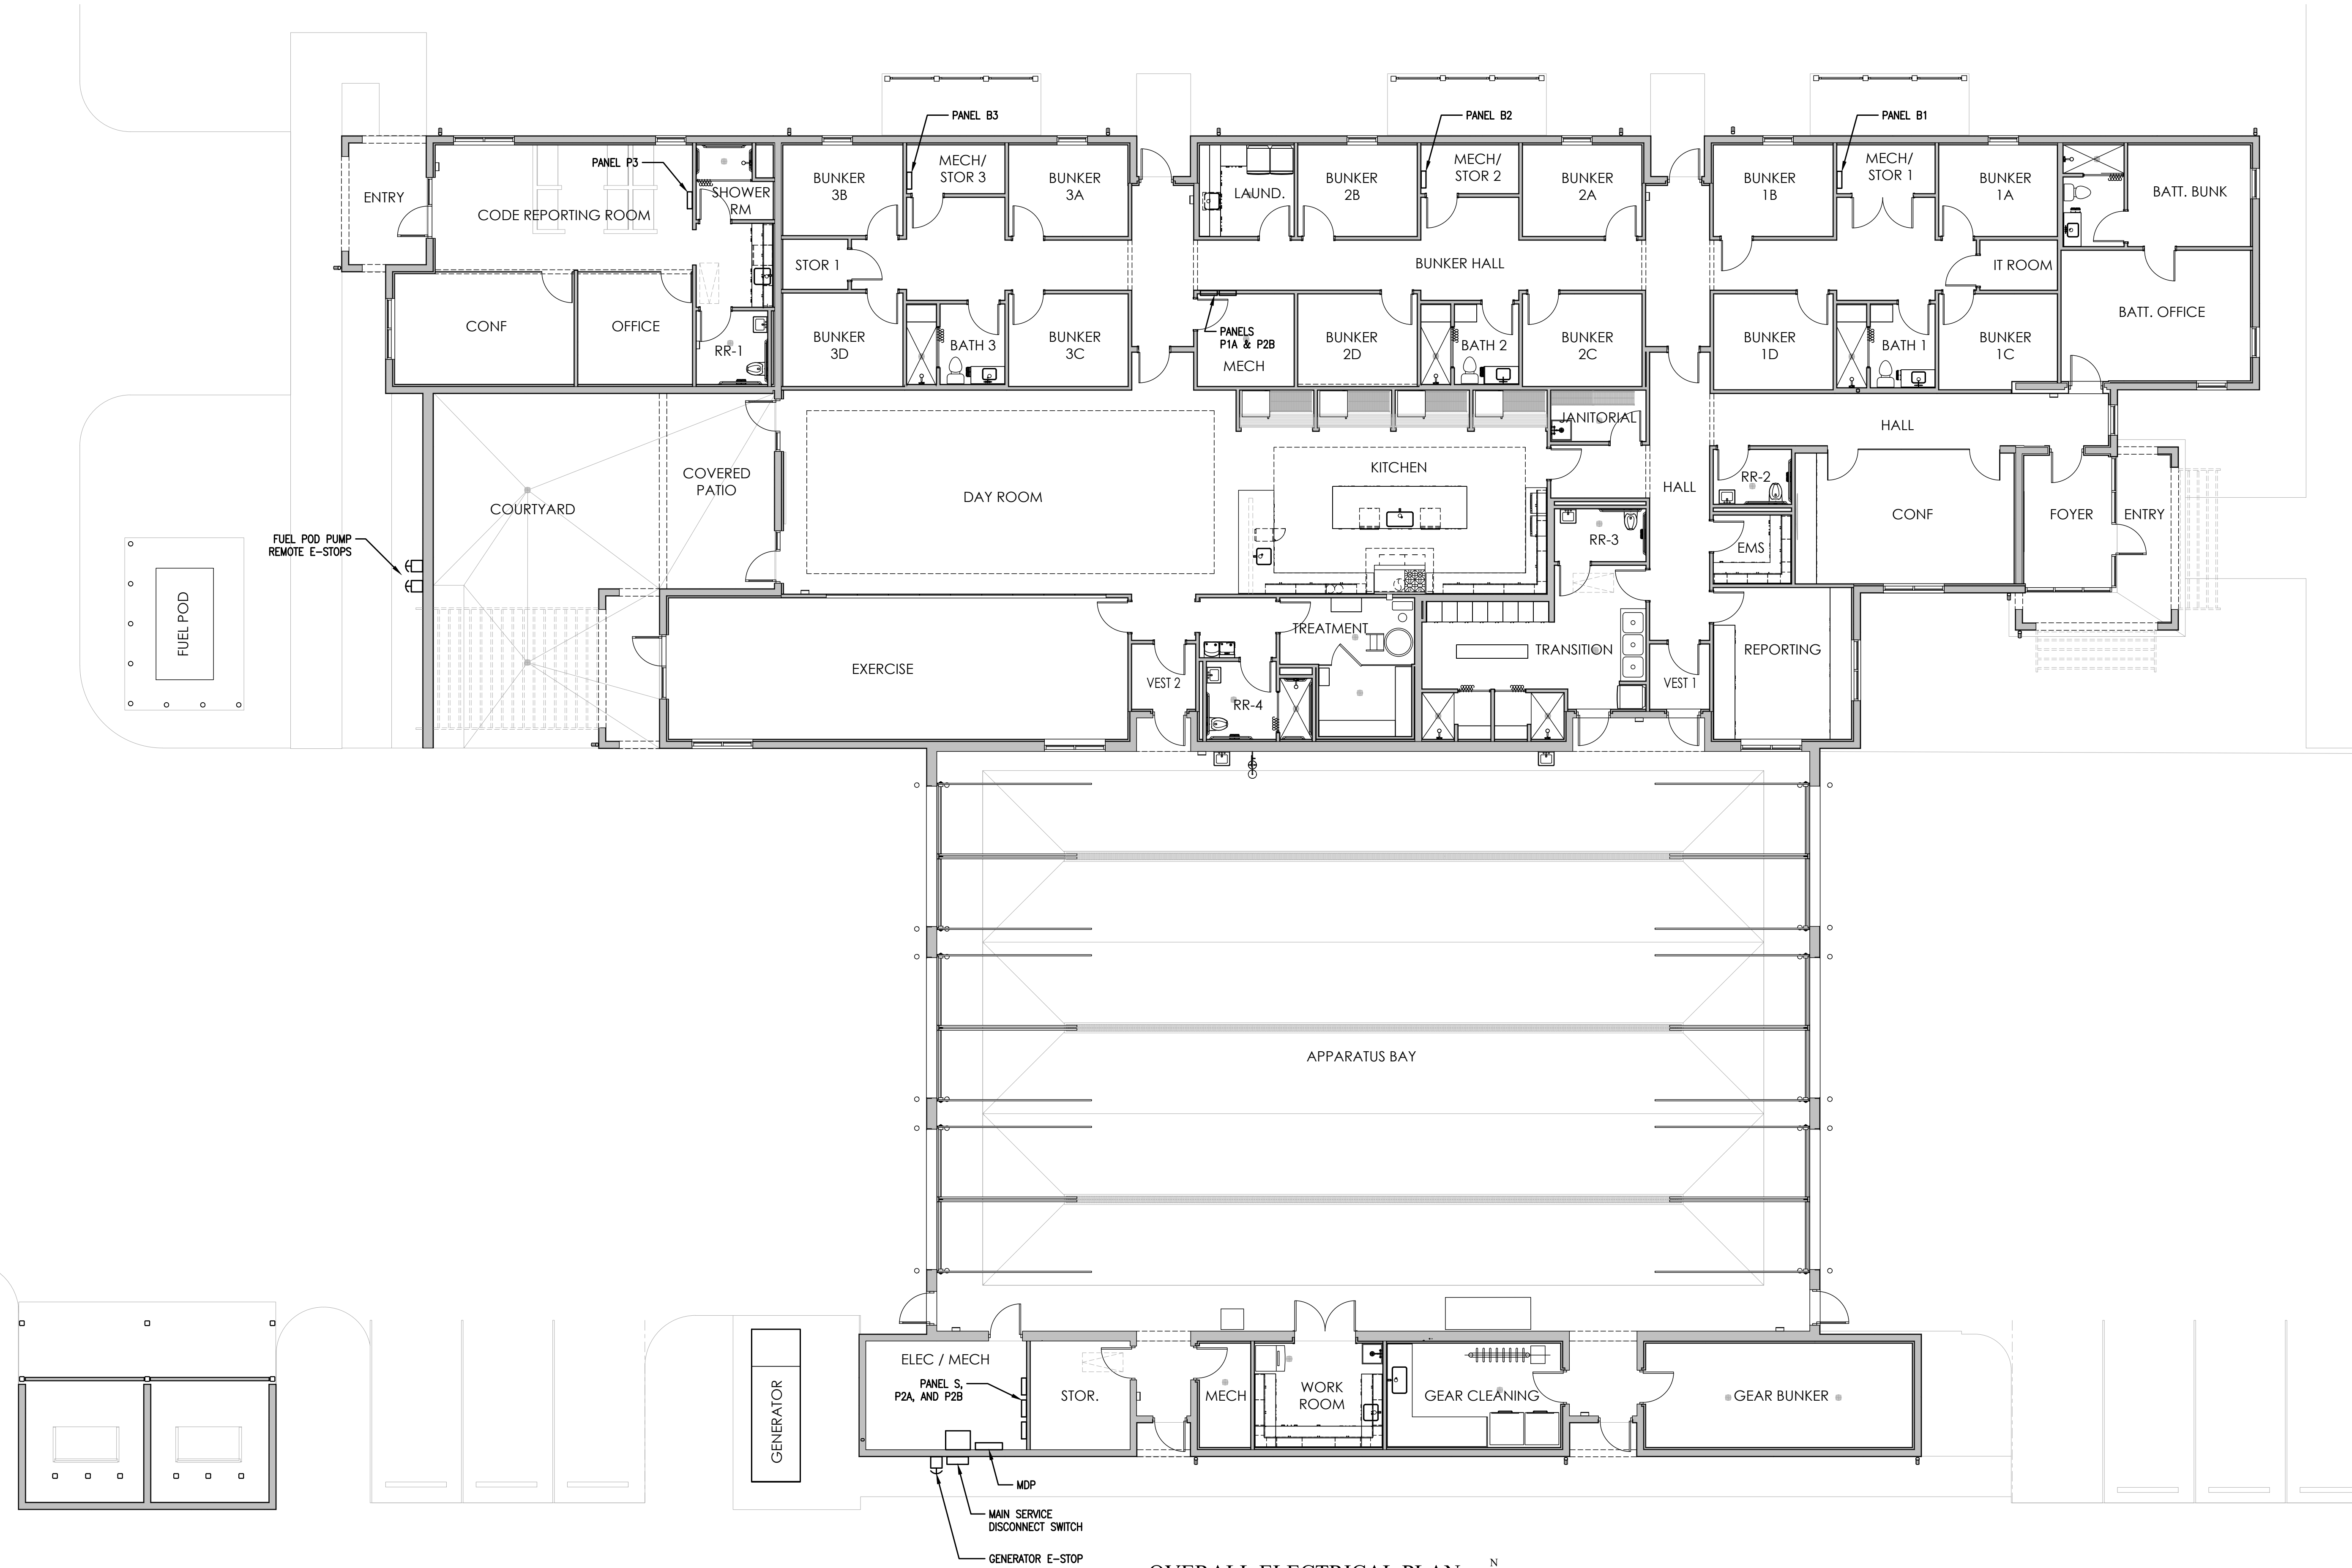 PANEL B3
PANEL B2
PANEL B1
PANEL P3
ENTRY
CODE REPORTING ROOM
SHOWER
RM
BUNKER
3B
MECH/
STOR 3
BUNKER
3A
LAUND.
BUNKER
2B
MECH/
STOR 2
BUNKER
2A
BUNKER
1B
MECH/
STOR 1
BUNKER
1A
BATT. BUNK
STOR 1
BUNKER HALL
IT ROOM
CONF
OFFICE
RR-1
BUNKER
3D
BATH 3
BUNKER
3C
PANELS
P1A & P2B
MECH
BUNKER
2D
BATH 2
BUNKER
2C
BUNKER
1D
BATH 1
BUNKER
1C
BATT. OFFICE
JANITORIAL
HALL
COURTYARD
COVERED
PATIO
DAY ROOM
KITCHEN
HALL
RR-2
CONF
FOYER
ENTRY
FUEL POD PUMP
REMOTE E-STOPS
RR-3
EMS
FUEL POD
EXERCISE
VEST 2
TREATMENT
RR-4
TRANSITION
VEST 1
REPORTING
APPARATUS BAY
GENERATOR
ELEC / MECH
PANEL S,
P2A, AND P2B
STOR.
MECH
WORK
ROOM
GEAR CLEANING
GEAR BUNKER
MDP
MAIN SERVICE
DISCONNECT SWITCH
GENERATOR E-STOP
OVERALL ELECTRICAL PLAN
N